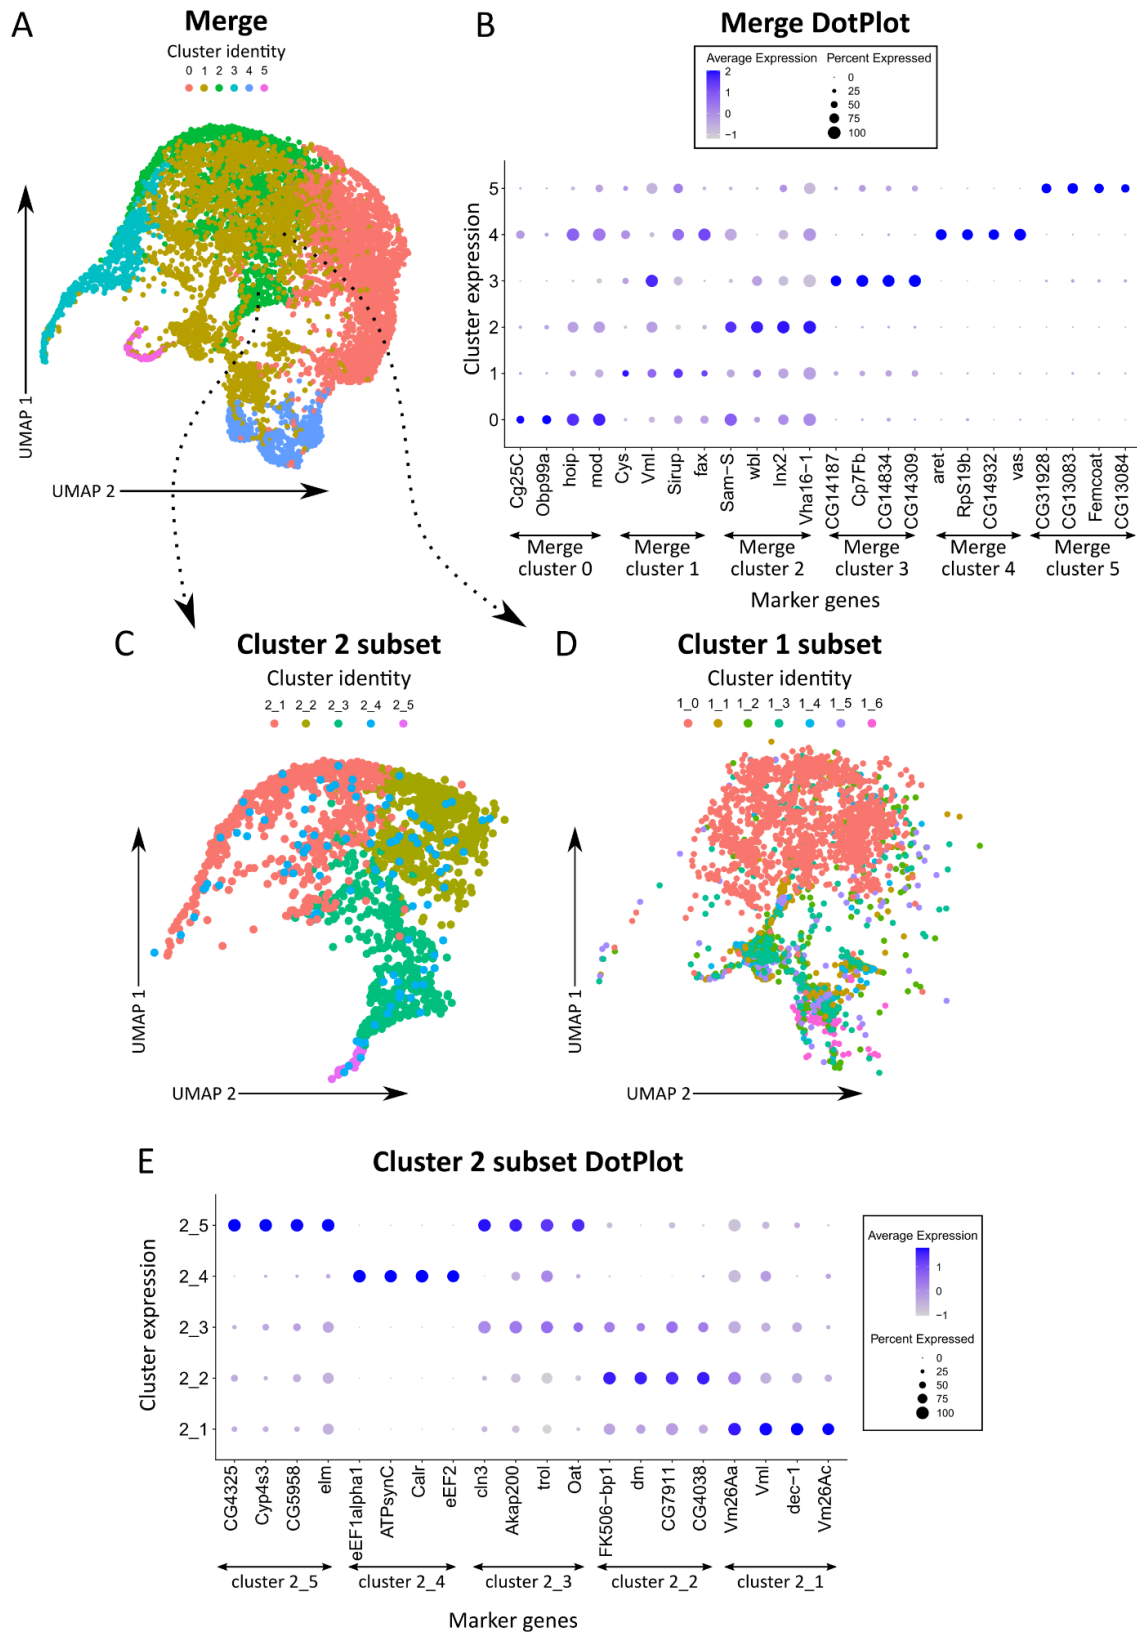 A
Merge
Cluster identity
0 1 2 3 4 5
UMAP 1
UMAP 2
B
Merge DotPlot
Average Expression
2
1
0
−1
Percent Expressed
0
25
50
75
100
Cluster expression
5
4
3
2
1
0
Cg25C
Obp99a
hoip
mod
Cys
Vml
Sirup
fax
Sam−S
wbl
Inx2
Vha16−1
CG14187
Cp7Fb
CG14834
CG14309
aret
RpS19b
CG14932
vas
CG31928
CG13083
Femcoat
CG13084
Merge cluster 0
Merge cluster 1
Merge cluster 2
Merge cluster 3
Merge cluster 4
Merge cluster 5
Marker genes
C
Cluster 2 subset
Cluster identity
2_1 2_2 2_3 2_4 2_5
UMAP 1
UMAP 2
D
Cluster 1 subset
Cluster identity
1_0 1_1 1_2 1_3 1_4 1_5 1_6
UMAP 1
UMAP 2
E
Cluster 2 subset DotPlot
Cluster expression
2_5
2_4
2_3
2_2
2_1
CG4325
Cyp4s3
CG5958
elm
eEF1alpha1
ATPsynC
Calr
eEF2
cln3
Akap200
trol
Oat
FK506−bp1
dm
CG7911
CG4038
Vm26Aa
Vml
dec−1
Vm26Ac
cluster 2_5
cluster 2_4
cluster 2_3
cluster 2_2
cluster 2_1
Marker genes
Average Expression
1
0
−1
Percent Expressed
0
25
50
75
100